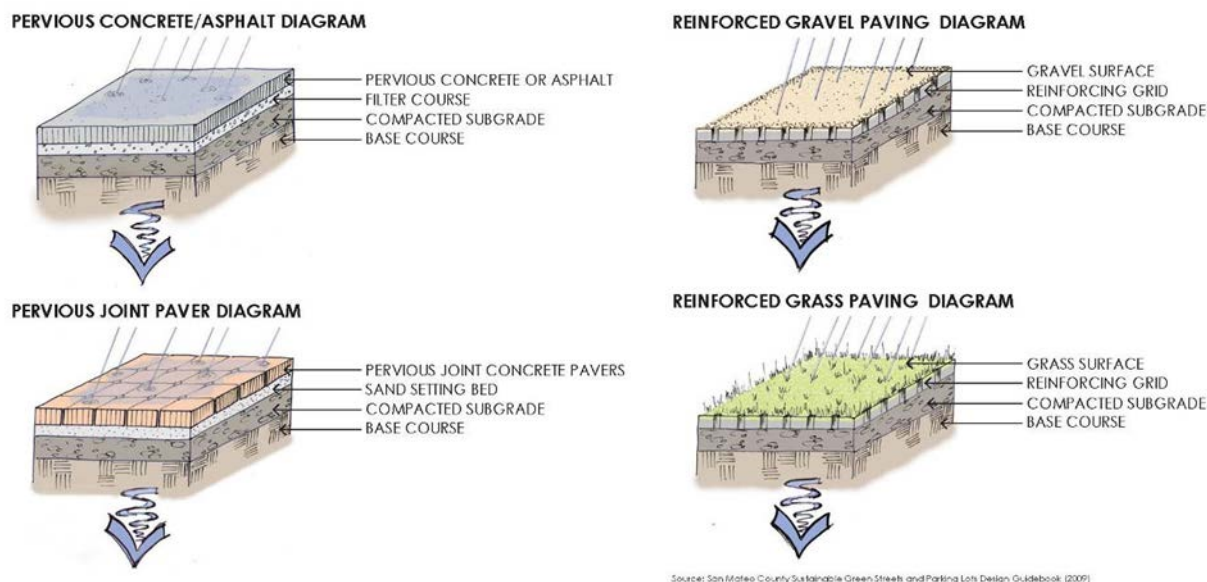 PERVIOUS CONCRETE/ASPHALT DIAGRAM
PERVIOUS CONCRETE OR ASPHALT
FILTER COURSE
COMPACTED SUBGRADE
BASE COURSE
REINFORCED GRAVEL PAVING DIAGRAM
GRAVEL SURFACE
REINFORCING GRID
COMPACTED SUBGRADE
BASE COURSE
PERVIOUS JOINT PAVER DIAGRAM
PERVIOUS JOINT CONCRETE PAVERS
SAND SETTING BED
COMPACTED SUBGRADE
BASE COURSE
REINFORCED GRASS PAVING DIAGRAM
GRASS SURFACE
REINFORCING GRID
COMPACTED SUBGRADE
BASE COURSE
Source: San Mateo County Sustainable Green Streets and Parking Lots Design Guidebook (2009)